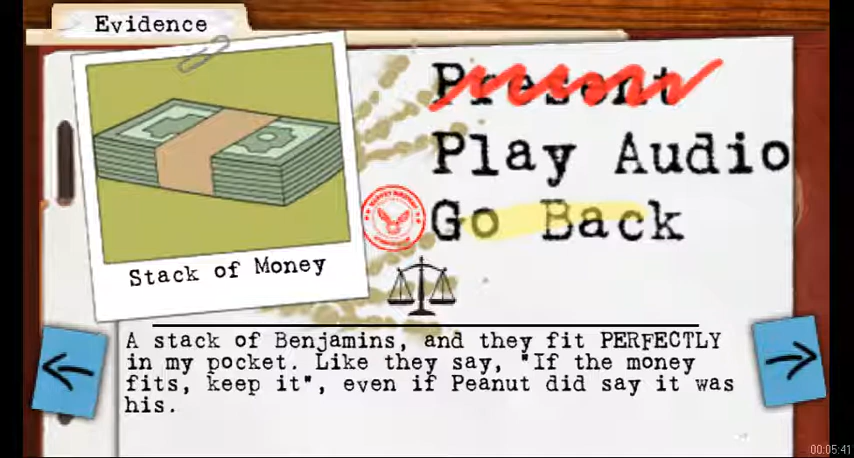 Evidence
Present
Play Audio
Go Back
Stack of Money
A stack of Benjamins, and they fit PERFECTLY
in my pocket. Like they say, "If the money
fits, keep it", even if Peanut did say it was
his.
00:05:41